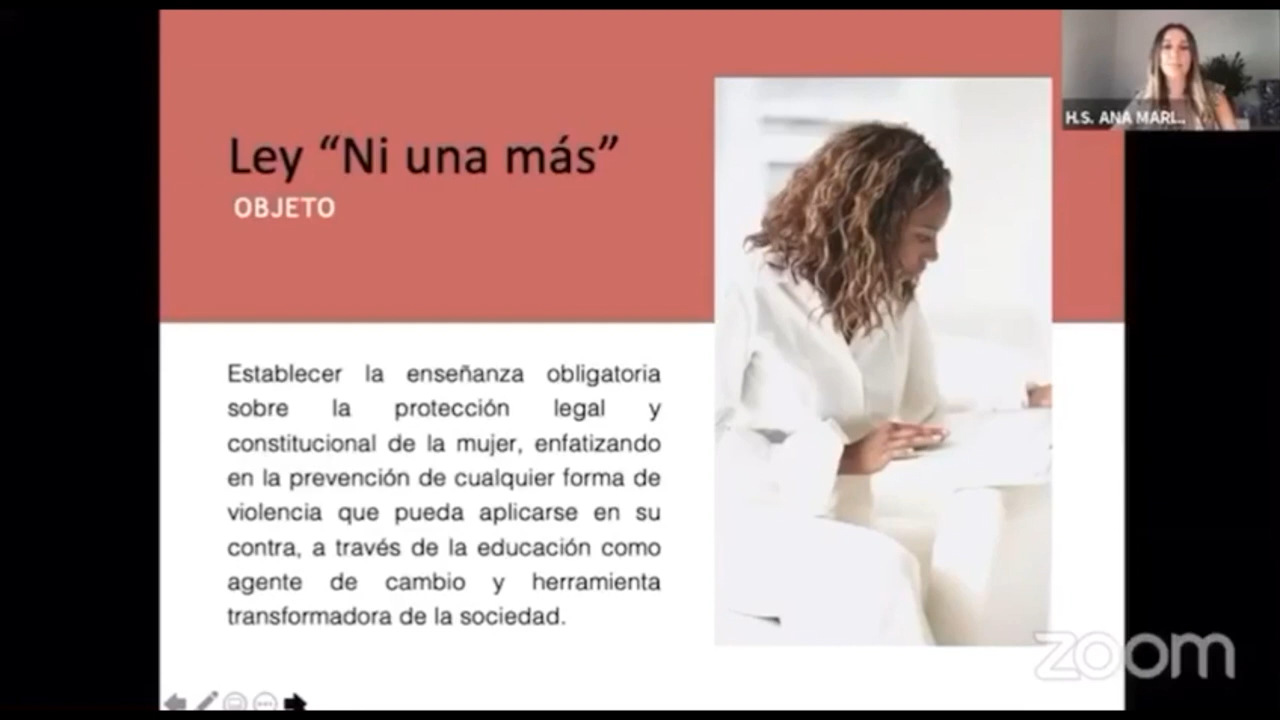 Ley “Ni una más”
OBJETO
H.S. ANA MARI...
Establecer la enseñanza obligatoria
sobre la protección legal y
constitucional de la mujer, enfatizando
en la prevención de cualquier forma de
violencia que pueda aplicarse en su
contra, a través de la educación como
agente de cambio y herramienta
transformadora de la sociedad.
zoom